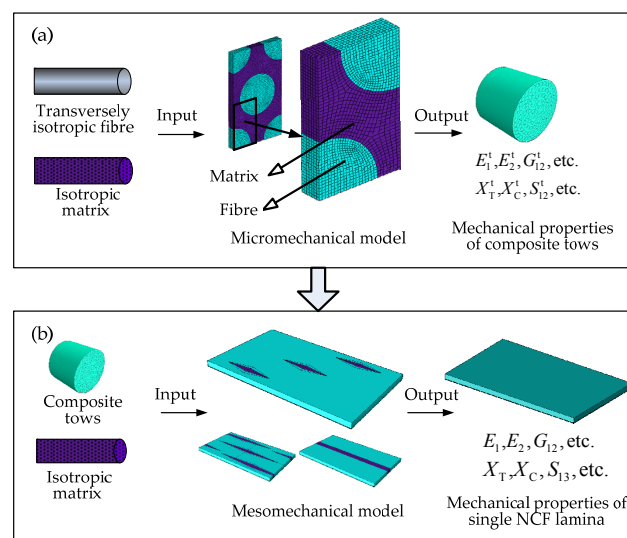 (a)
Transversely
isotropic fibre
Isotropic
matrix
Input
Matrix
Fibre
Micromechanical model
Output
E₁ᵗ, E₂ᵗ, G₁₂ᵗ, etc.
X_Tᵗ, X_Cᵗ, S₁₂ᵗ, etc.
Mechanical properties
of composite tows
(b)
Composite
tows
Isotropic
matrix
Input
Mesomechanical model
Output
E₁, E₂, G₁₂, etc.
X_T, X_C, S₁₃, etc.
Mechanical properties of
single NCF lamina